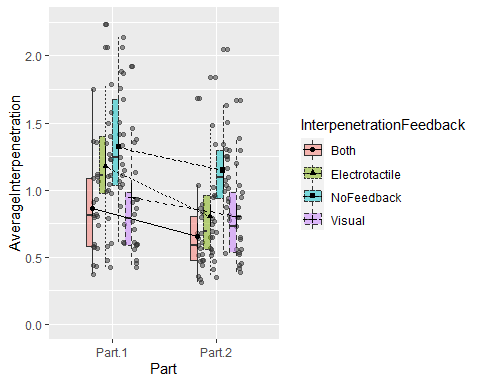 AverageInterpenetration
2.0
1.5
1.0
0.5
0.0
Part.1
Part.2
Part
InterpenetrationFeedback
Both
Electrotactile
NoFeedback
Visual